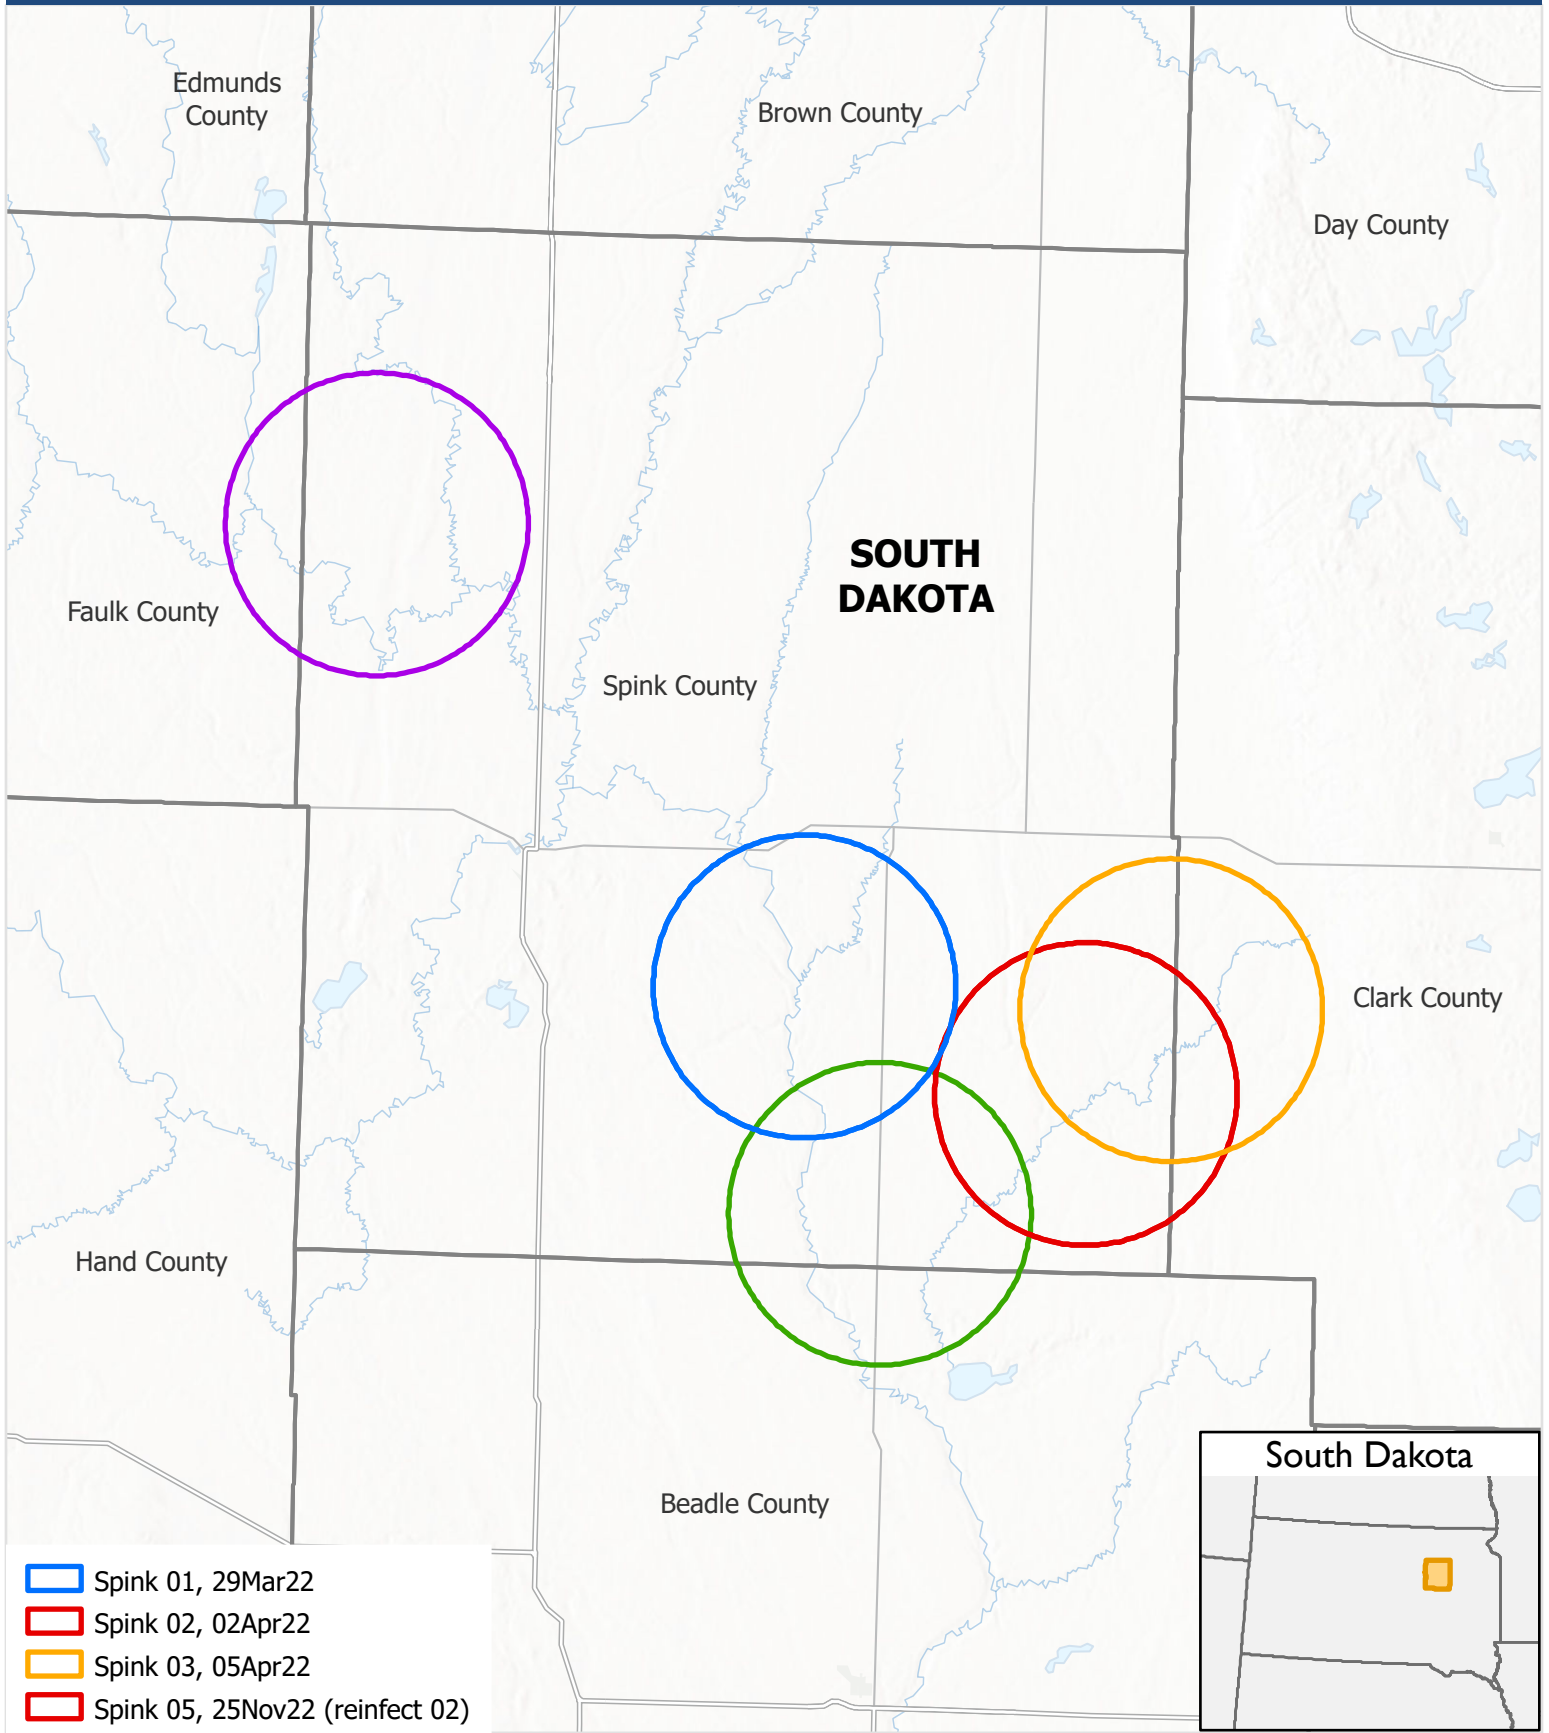 Edmunds
County
Brown County
Day County
SOUTH
DAKOTA
Faulk County
Spink County
Clark County
Hand County
Beadle County
South Dakota
Spink 01, 29Mar22
Spink 02, 02Apr22
Spink 03, 05Apr22
Spink 05, 25Nov22 (reinfect 02)